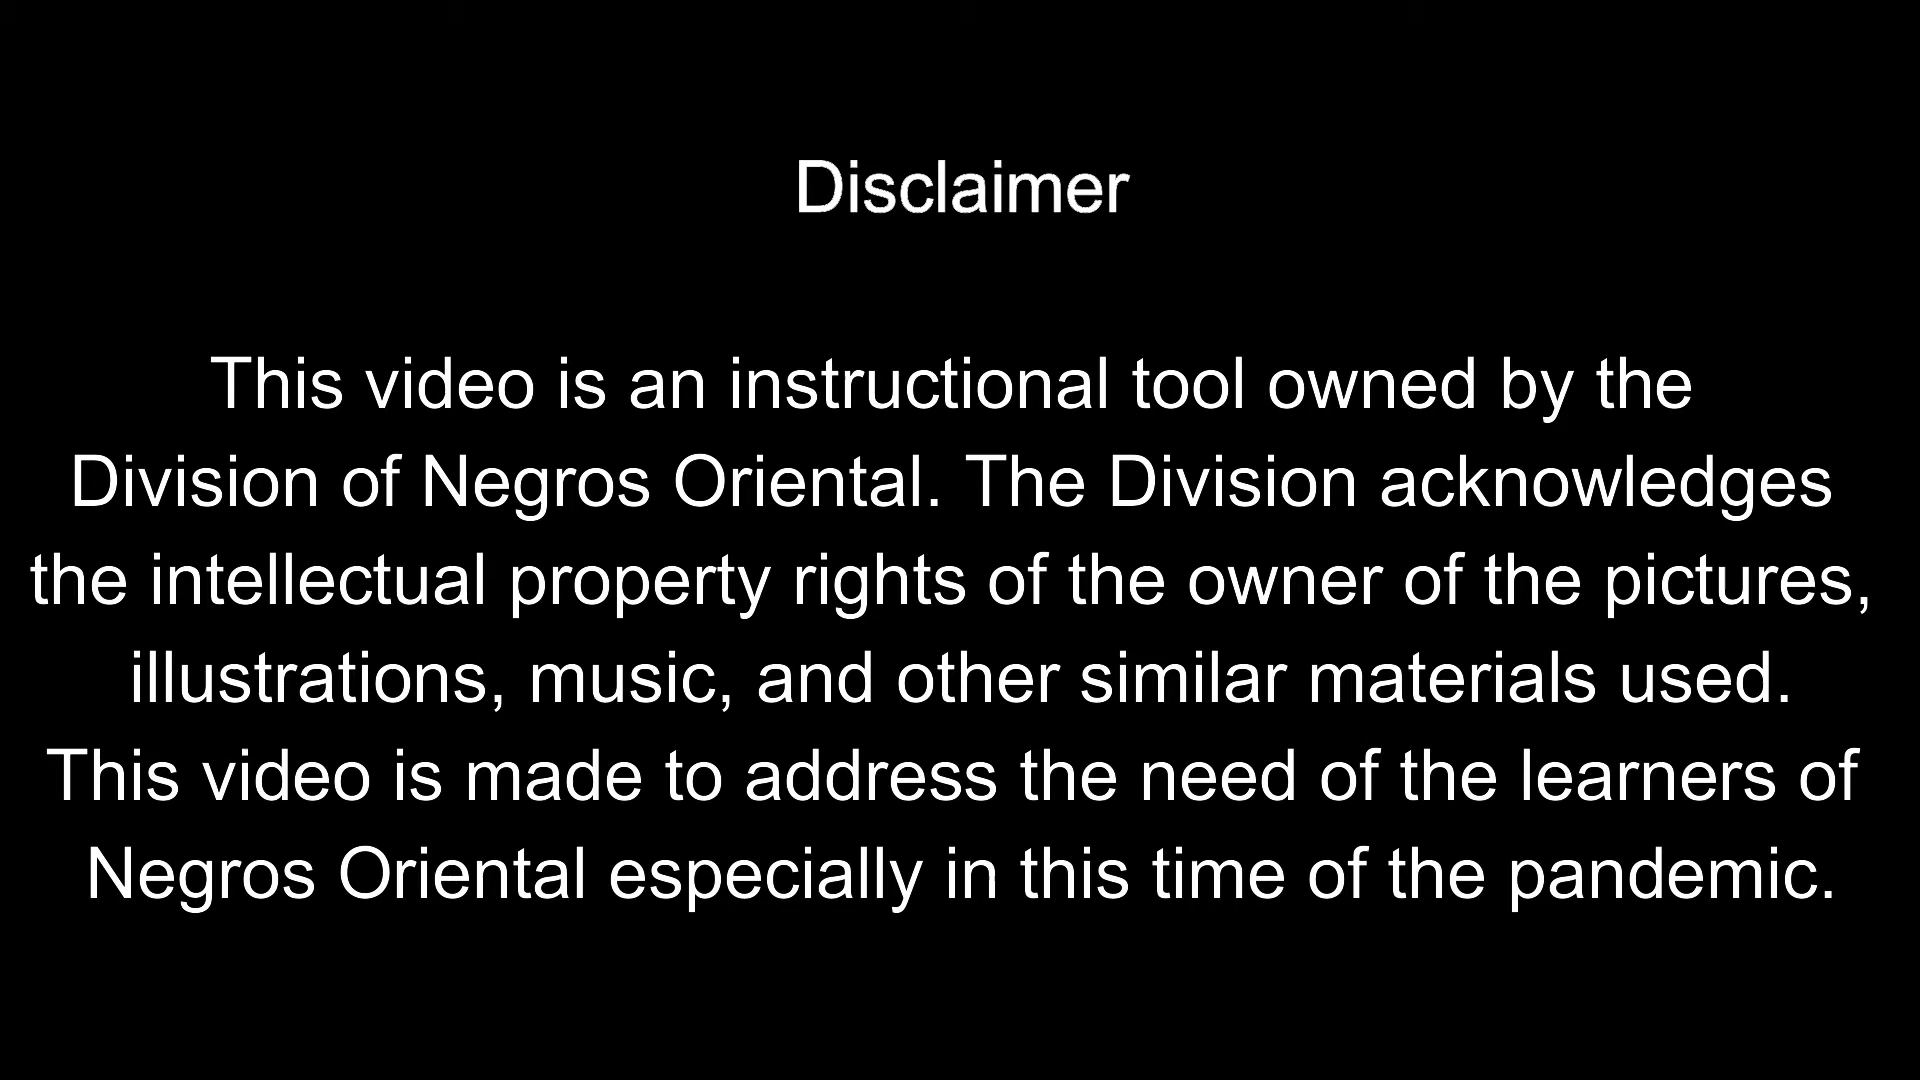 Disclaimer
This video is an instructional tool owned by the
Division of Negros Oriental. The Division acknowledges
the intellectual property rights of the owner of the pictures,
illustrations, music, and other similar materials used.
This video is made to address the need of the learners of
Negros Oriental especially in this time of the pandemic.